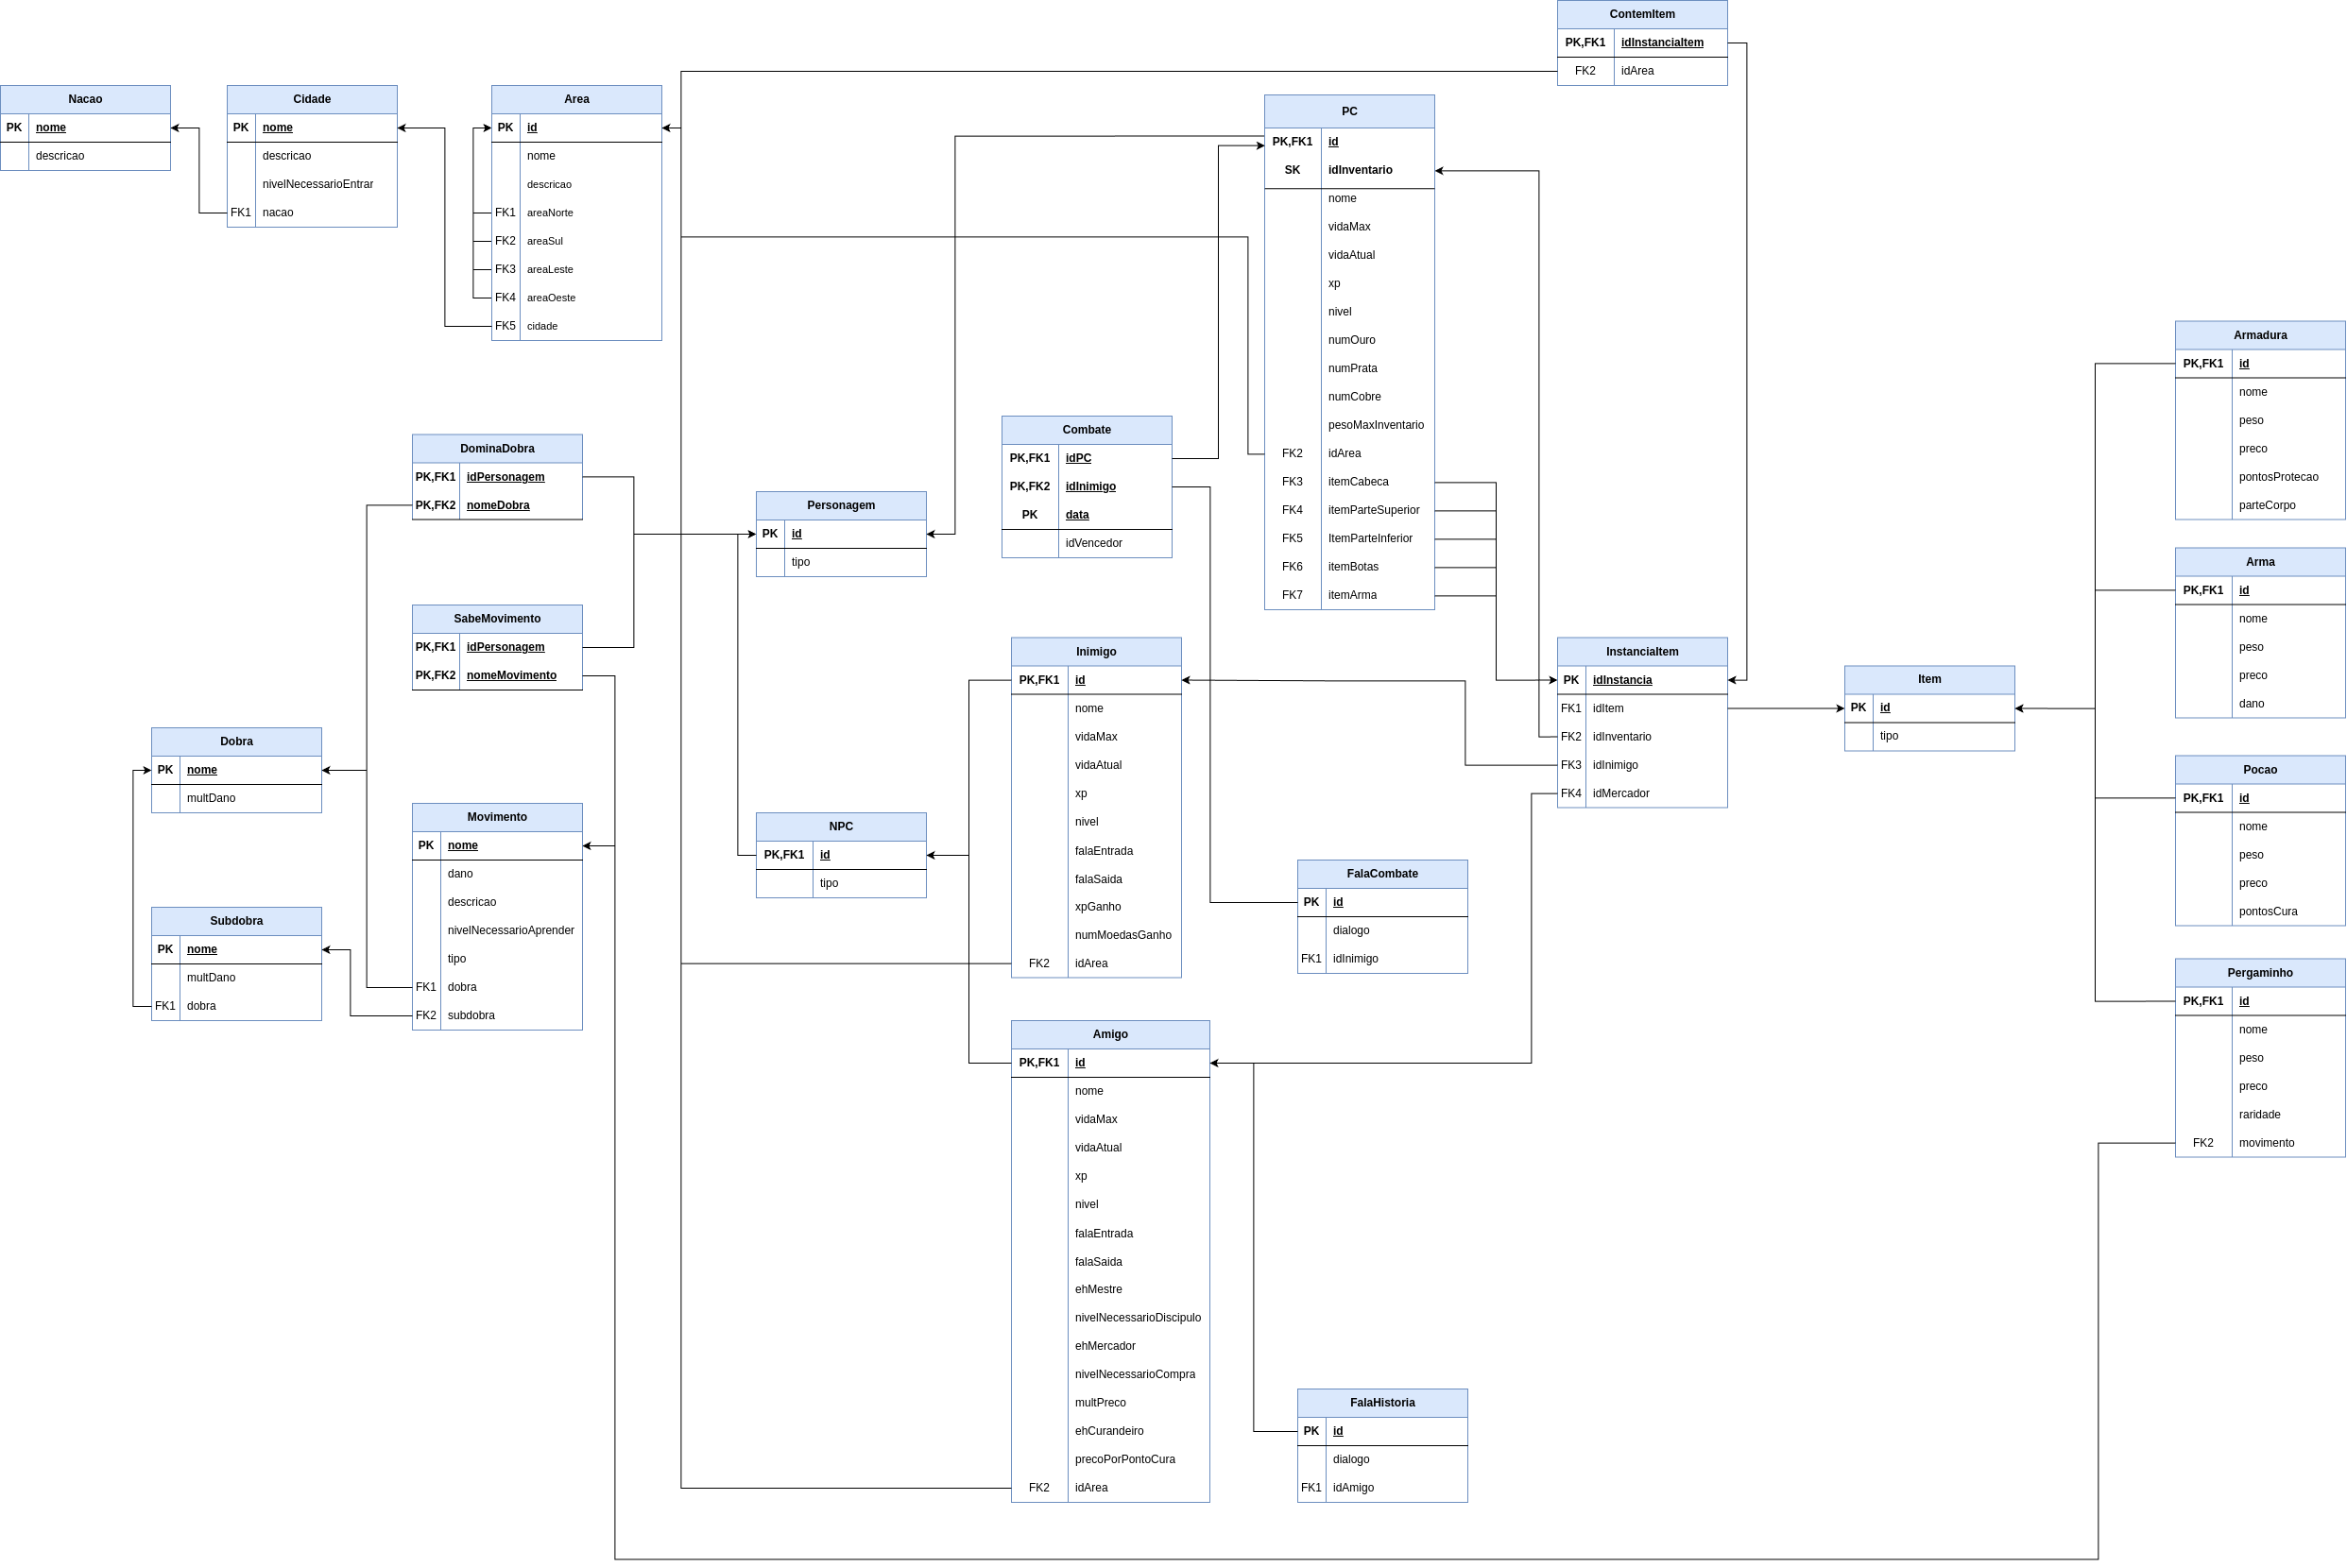 ContemItem
PK,FK1 idInstanciaItem
FK2 idArea
Nacao
PK nome
descricao
Cidade
PK nome
descricao
nivelNecessarioEntrar
FK1 nacao
Area
PK id
nome
descricao
FK1 areaNorte
FK2 areaSul
FK3 areaLeste
FK4 areaOeste
FK5 cidade
PC
PK,FK1 id
SK idInventario
nome
vidaMax
vidaAtual
xp
nivel
numOuro
numPrata
numCobre
pesoMaxInventario
FK2 idArea
FK3 itemCabeca
FK4 itemParteSuperior
FK5 ItemParteInferior
FK6 itemBotas
FK7 itemArma
Armadura
PK,FK1 id
nome
peso
preco
pontosProtecao
parteCorpo
DominaDobra
PK,FK1 idPersonagem
PK,FK2 nomeDobra
Personagem
PK id
tipo
Combate
PK,FK1 idPC
PK,FK2 idInimigo
PK data
idVencedor
Arma
PK,FK1 id
nome
peso
preco
dano
SabeMovimento
PK,FK1 idPersonagem
PK,FK2 nomeMovimento
Inimigo
PK,FK1 id
nome
vidaMax
vidaAtual
xp
nivel
falaEntrada
falaSaida
xpGanho
numMoedasGanho
FK2 idArea
InstanciaItem
PK idInstancia
FK1 idItem
FK2 idInventario
FK3 idInimigo
FK4 idMercador
Item
PK id
tipo
Dobra
PK nome
multDano
Movimento
PK nome
dano
descricao
nivelNecessarioAprender
tipo
FK1 dobra
FK2 subdobra
NPC
PK,FK1 id
tipo
FalaCombate
PK id
dialogo
FK1 idInimigo
Pocao
PK,FK1 id
nome
peso
preco
pontosCura
Subdobra
PK nome
multDano
FK1 dobra
Pergaminho
PK,FK1 id
nome
peso
preco
raridade
FK2 movimento
Amigo
PK,FK1 id
nome
vidaMax
vidaAtual
xp
nivel
falaEntrada
falaSaida
ehMestre
nivelNecessarioDiscipulo
ehMercador
nivelNecessarioCompra
multPreco
ehCurandeiro
precoPorPontoCura
FK2 idArea
FalaHistoria
PK id
dialogo
FK1 idAmigo